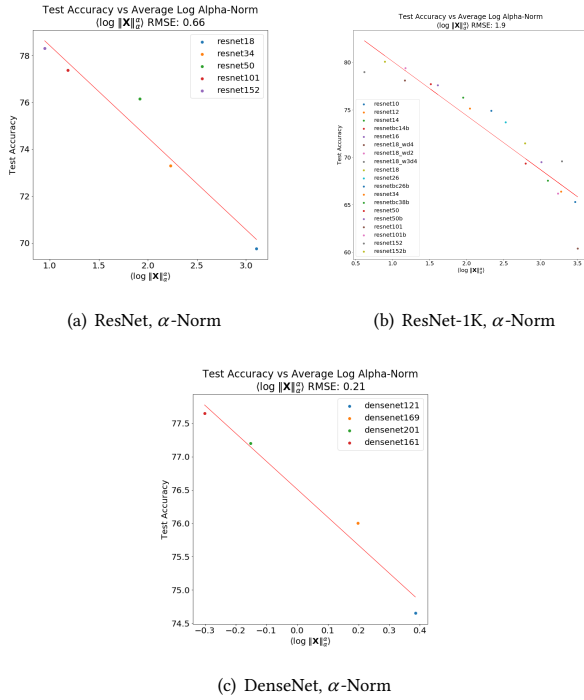 Test Accuracy vs Average Log Alpha-Norm
⟨log ‖X‖α^α⟩ RMSE: 0.66
resnet18
resnet34
resnet50
resnet101
resnet152
78
76
74
72
70
Test Accuracy
1.0 1.5 2.0 2.5 3.0
⟨log ‖X‖α^α⟩
(a) ResNet, α-Norm
Test Accuracy vs Average Log Alpha-Norm
⟨log ‖X‖α^α⟩ RMSE: 1.9
80
75
70
65
60
Test Accuracy
resnet10
resnet12
resnet14
resnetbc14b
resnet16
resnet18_wd4
resnet18_wd2
resnet18_w3d4
resnet18
resnet26
resnetbc26b
resnet34
resnetbc38b
resnet50
resnet50b
resnet101
resnet101b
resnet152
resnet152b
0.5 1.0 1.5 2.0 2.5 3.0 3.5
⟨log ‖X‖α^α⟩
(b) ResNet-1K, α-Norm
Test Accuracy vs Average Log Alpha-Norm
⟨log ‖X‖α^α⟩ RMSE: 0.21
densenet121
densenet169
densenet201
densenet161
77.5
77.0
76.5
76.0
75.5
75.0
74.5
Test Accuracy
−0.3 −0.2 −0.1 0.0 0.1 0.2 0.3 0.4
⟨log ‖X‖α^α⟩
(c) DenseNet, α-Norm